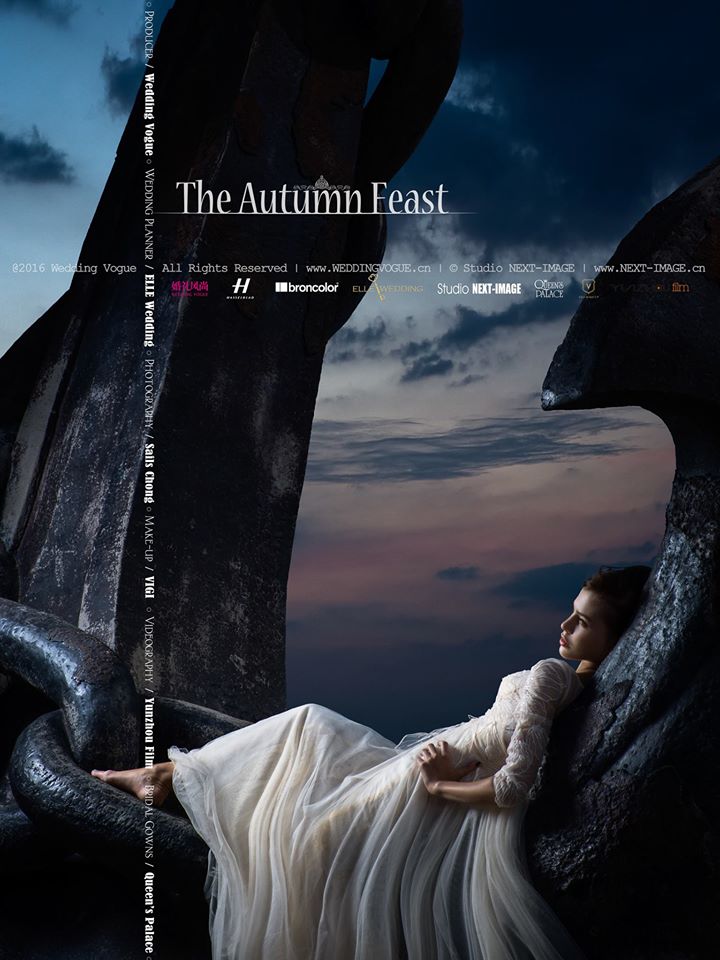 The Autumn Feast
@2016 Wedding Vogue | All Rights Reserved | www.WEDDINGVOGUE.cn | © Studio NEXT-IMAGE | www.NEXT-IMAGE.cn
婚礼风尚
WEDDING VOGUE
H
HASSELBLAD
broncolor
ELLE WEDDING
Studio NEXT-IMAGE
QUEEN'S PALACE
YUNZHOU film
PRODUCER / Wedding Vogue ○ WEDDING PLANNER / ELLE Wedding ○ PHOTOGRAPHY / Sails Chong ○ MAKE-UP / VIGI ○ VIDEOGRAPHY / Yunzhou Film ○ BRIDAL GOWNS / Queen's Palace ○